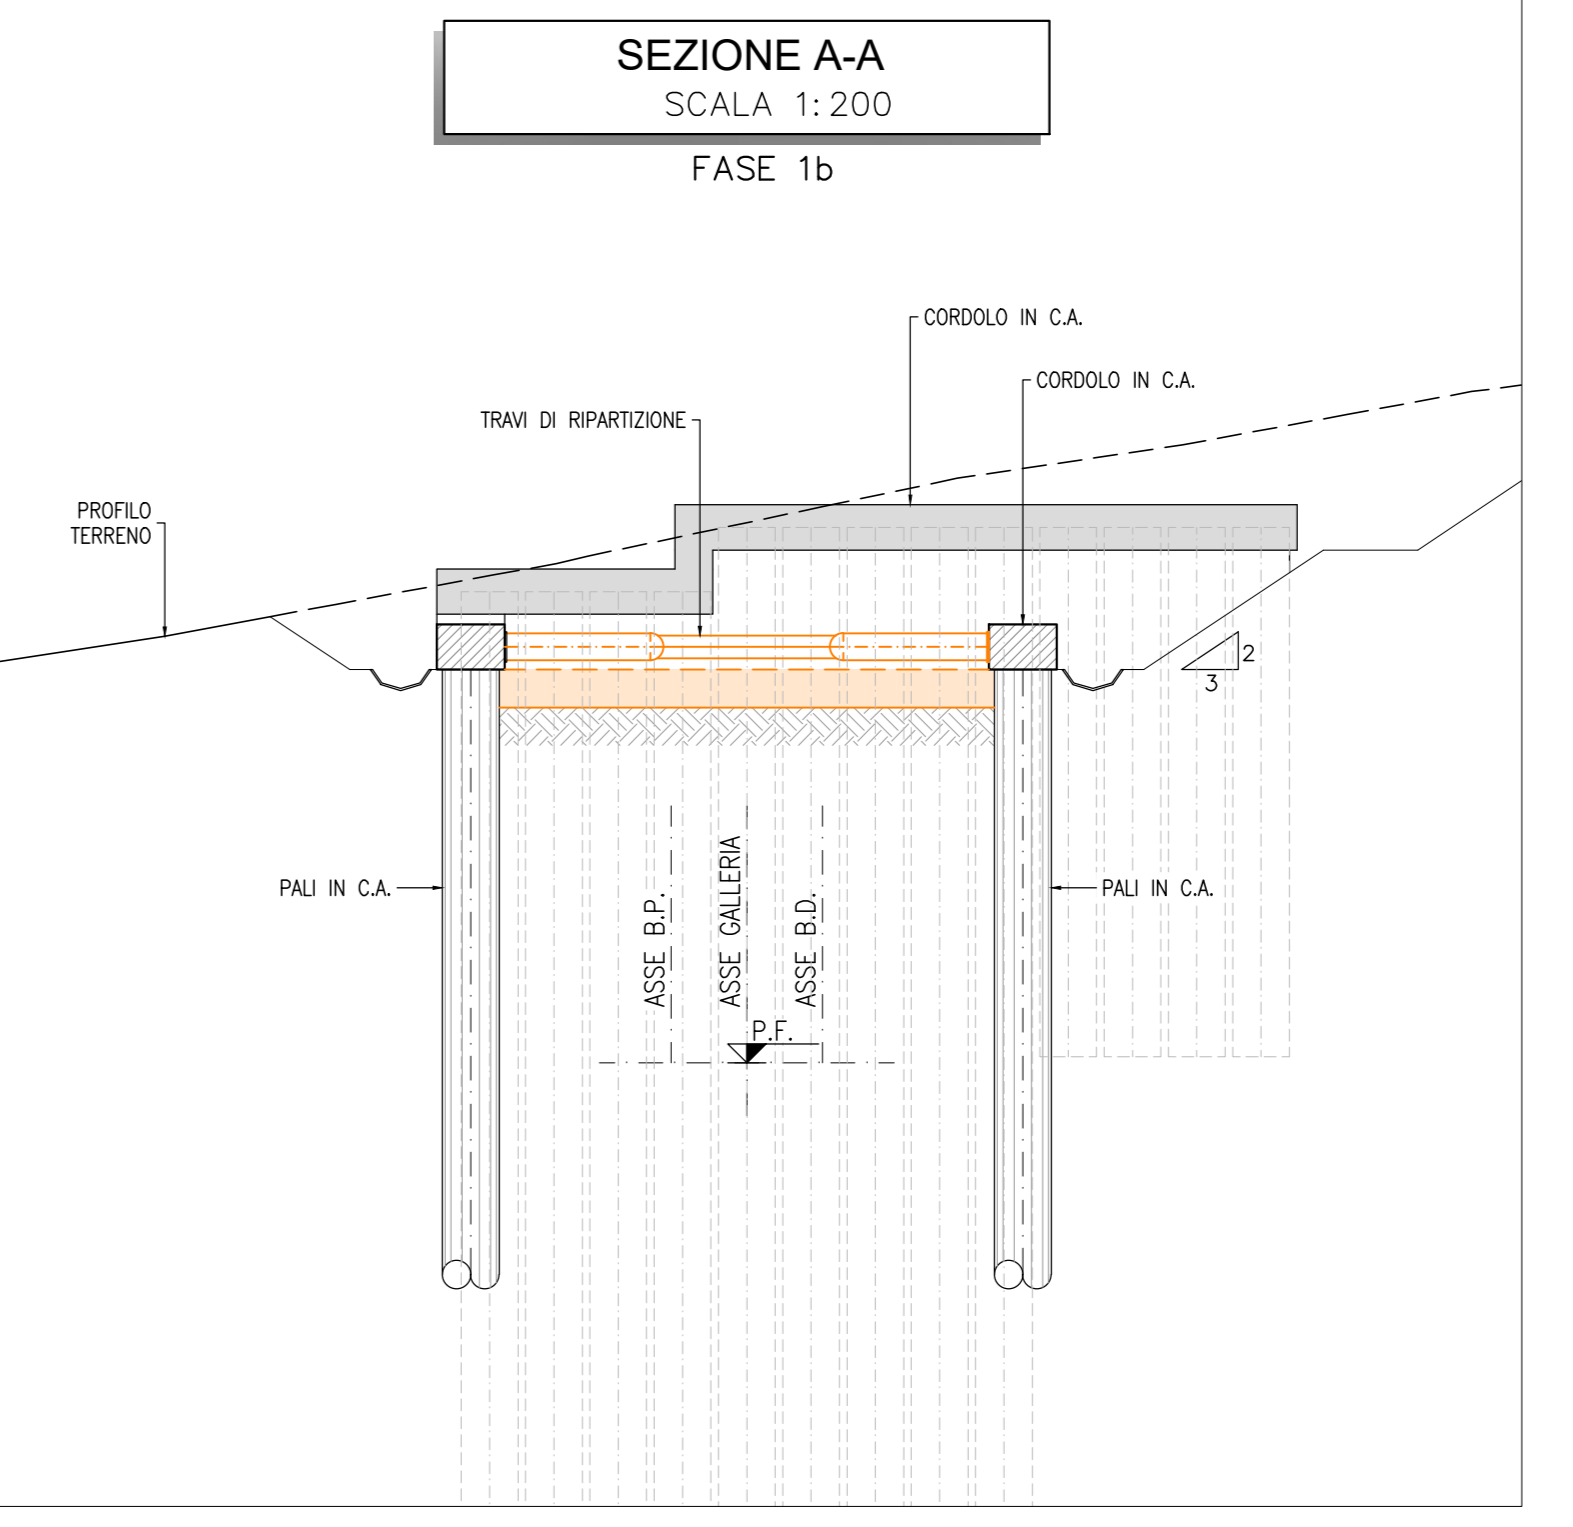 SEZIONE A-A
SCALA 1:200
FASE 1b
CORDOLO IN C.A.
CORDOLO IN C.A.
TRAVI DI RIPARTIZIONE
PROFILO
TERRENO
2
3
PALI IN C.A.
PALI IN C.A.
ASSE B.P.
ASSE GALLERIA
ASSE B.D.
P.F.